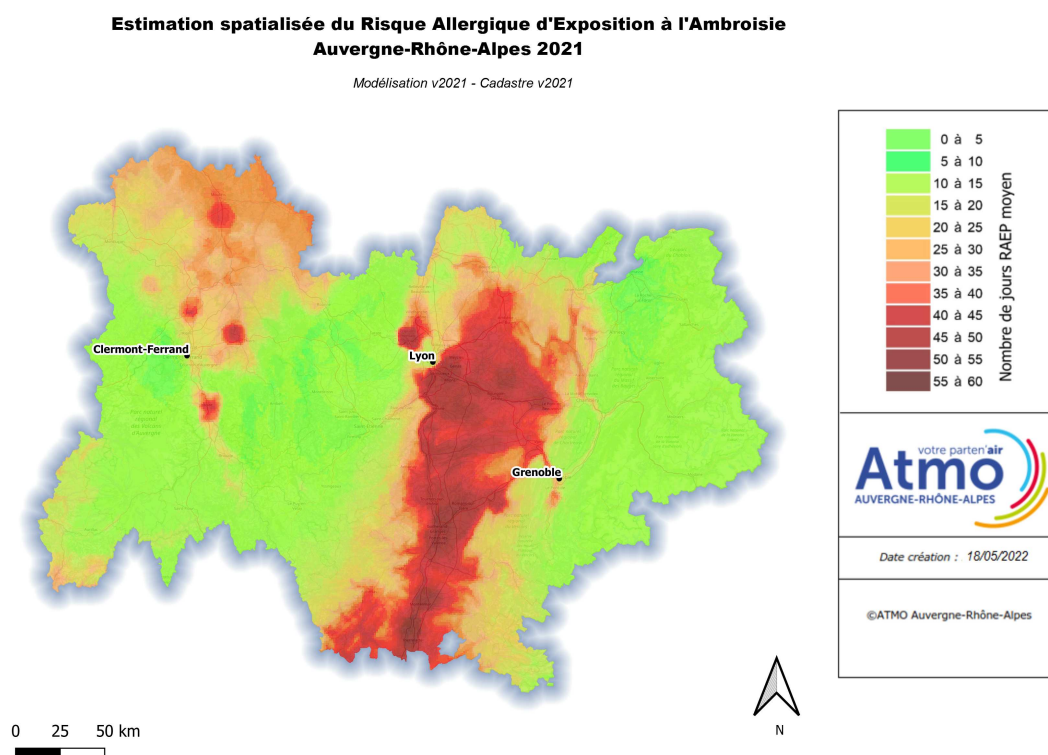 Estimation spatialisée du Risque Allergique d'Exposition à l'Ambroisie
Auvergne-Rhône-Alpes 2021
Modélisation v2021 - Cadastre v2021
0 à 5
5 à 10
10 à 15
15 à 20
20 à 25
25 à 30
30 à 35
35 à 40
40 à 45
45 à 50
50 à 55
55 à 60
Nombre de jours RAEP moyen
Clermont-Ferrand
Lyon
Grenoble
votre parten'air
Atmo
AUVERGNE-RHÔNE-ALPES
Date création : 18/05/2022
©ATMO Auvergne-Rhône-Alpes
N
0 25 50 km